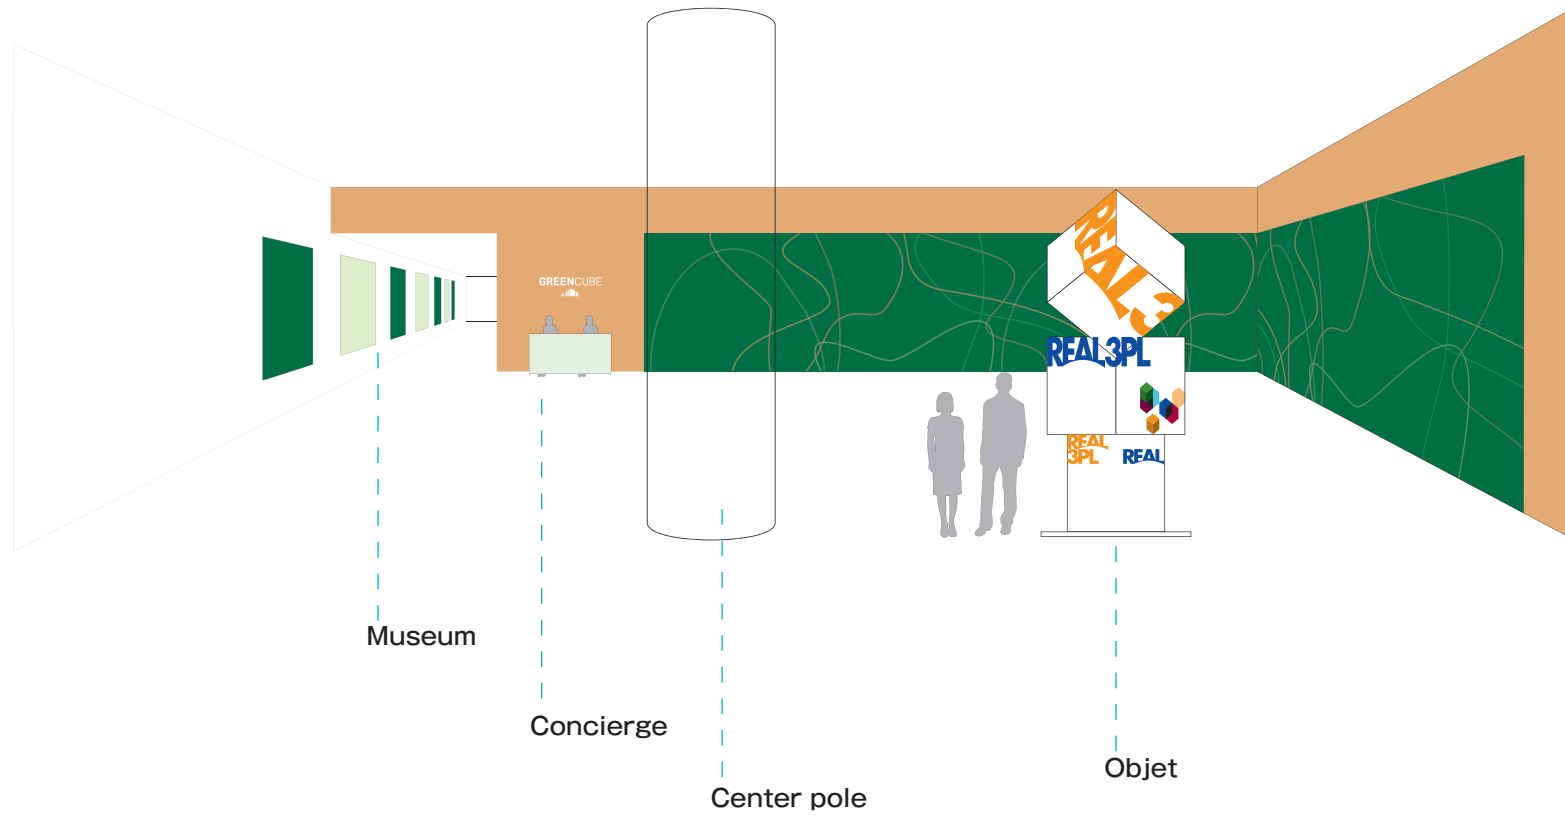 GREENCUBE
REAL3
REAL3PL
REAL
3PL
REAL
Museum
Concierge
Objet
Center pole